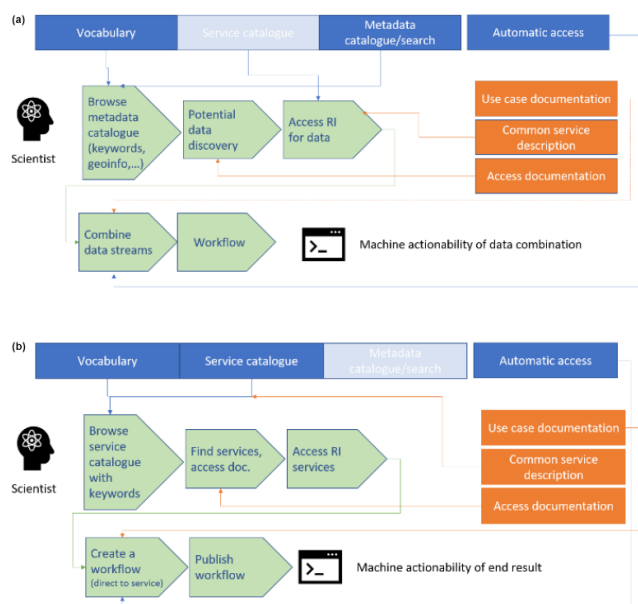 (a)
Vocabulary
Service catalogue
Metadata
catalogue/search
Automatic access
Browse
metadata
catalogue
(keywords,
geoinfo,...)
Potential
data
discovery
Access RI
for data
Use case documentation
Common service
description
Access documentation
Scientist
Combine
data streams
Workflow
Machine actionability of data combination
(b)
Vocabulary
Service catalogue
Metadata
catalogue/search
Automatic access
Browse
service
catalogue
with
keywords
Find services,
access doc.
Access RI
services
Use case documentation
Common service
description
Access documentation
Scientist
Create a
workflow
(direct to service)
Publish
workflow
Machine actionability of end result